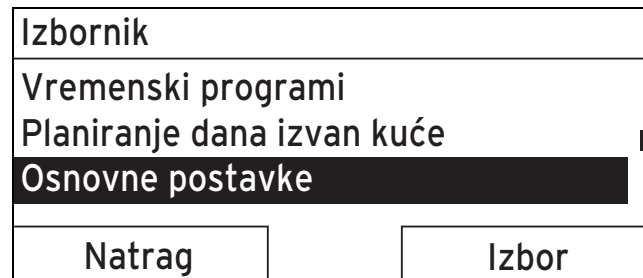 Izbornik
Vremenski programi
Planiranje dana izvan kuće
Osnovne postavke
Natrag
Izbor